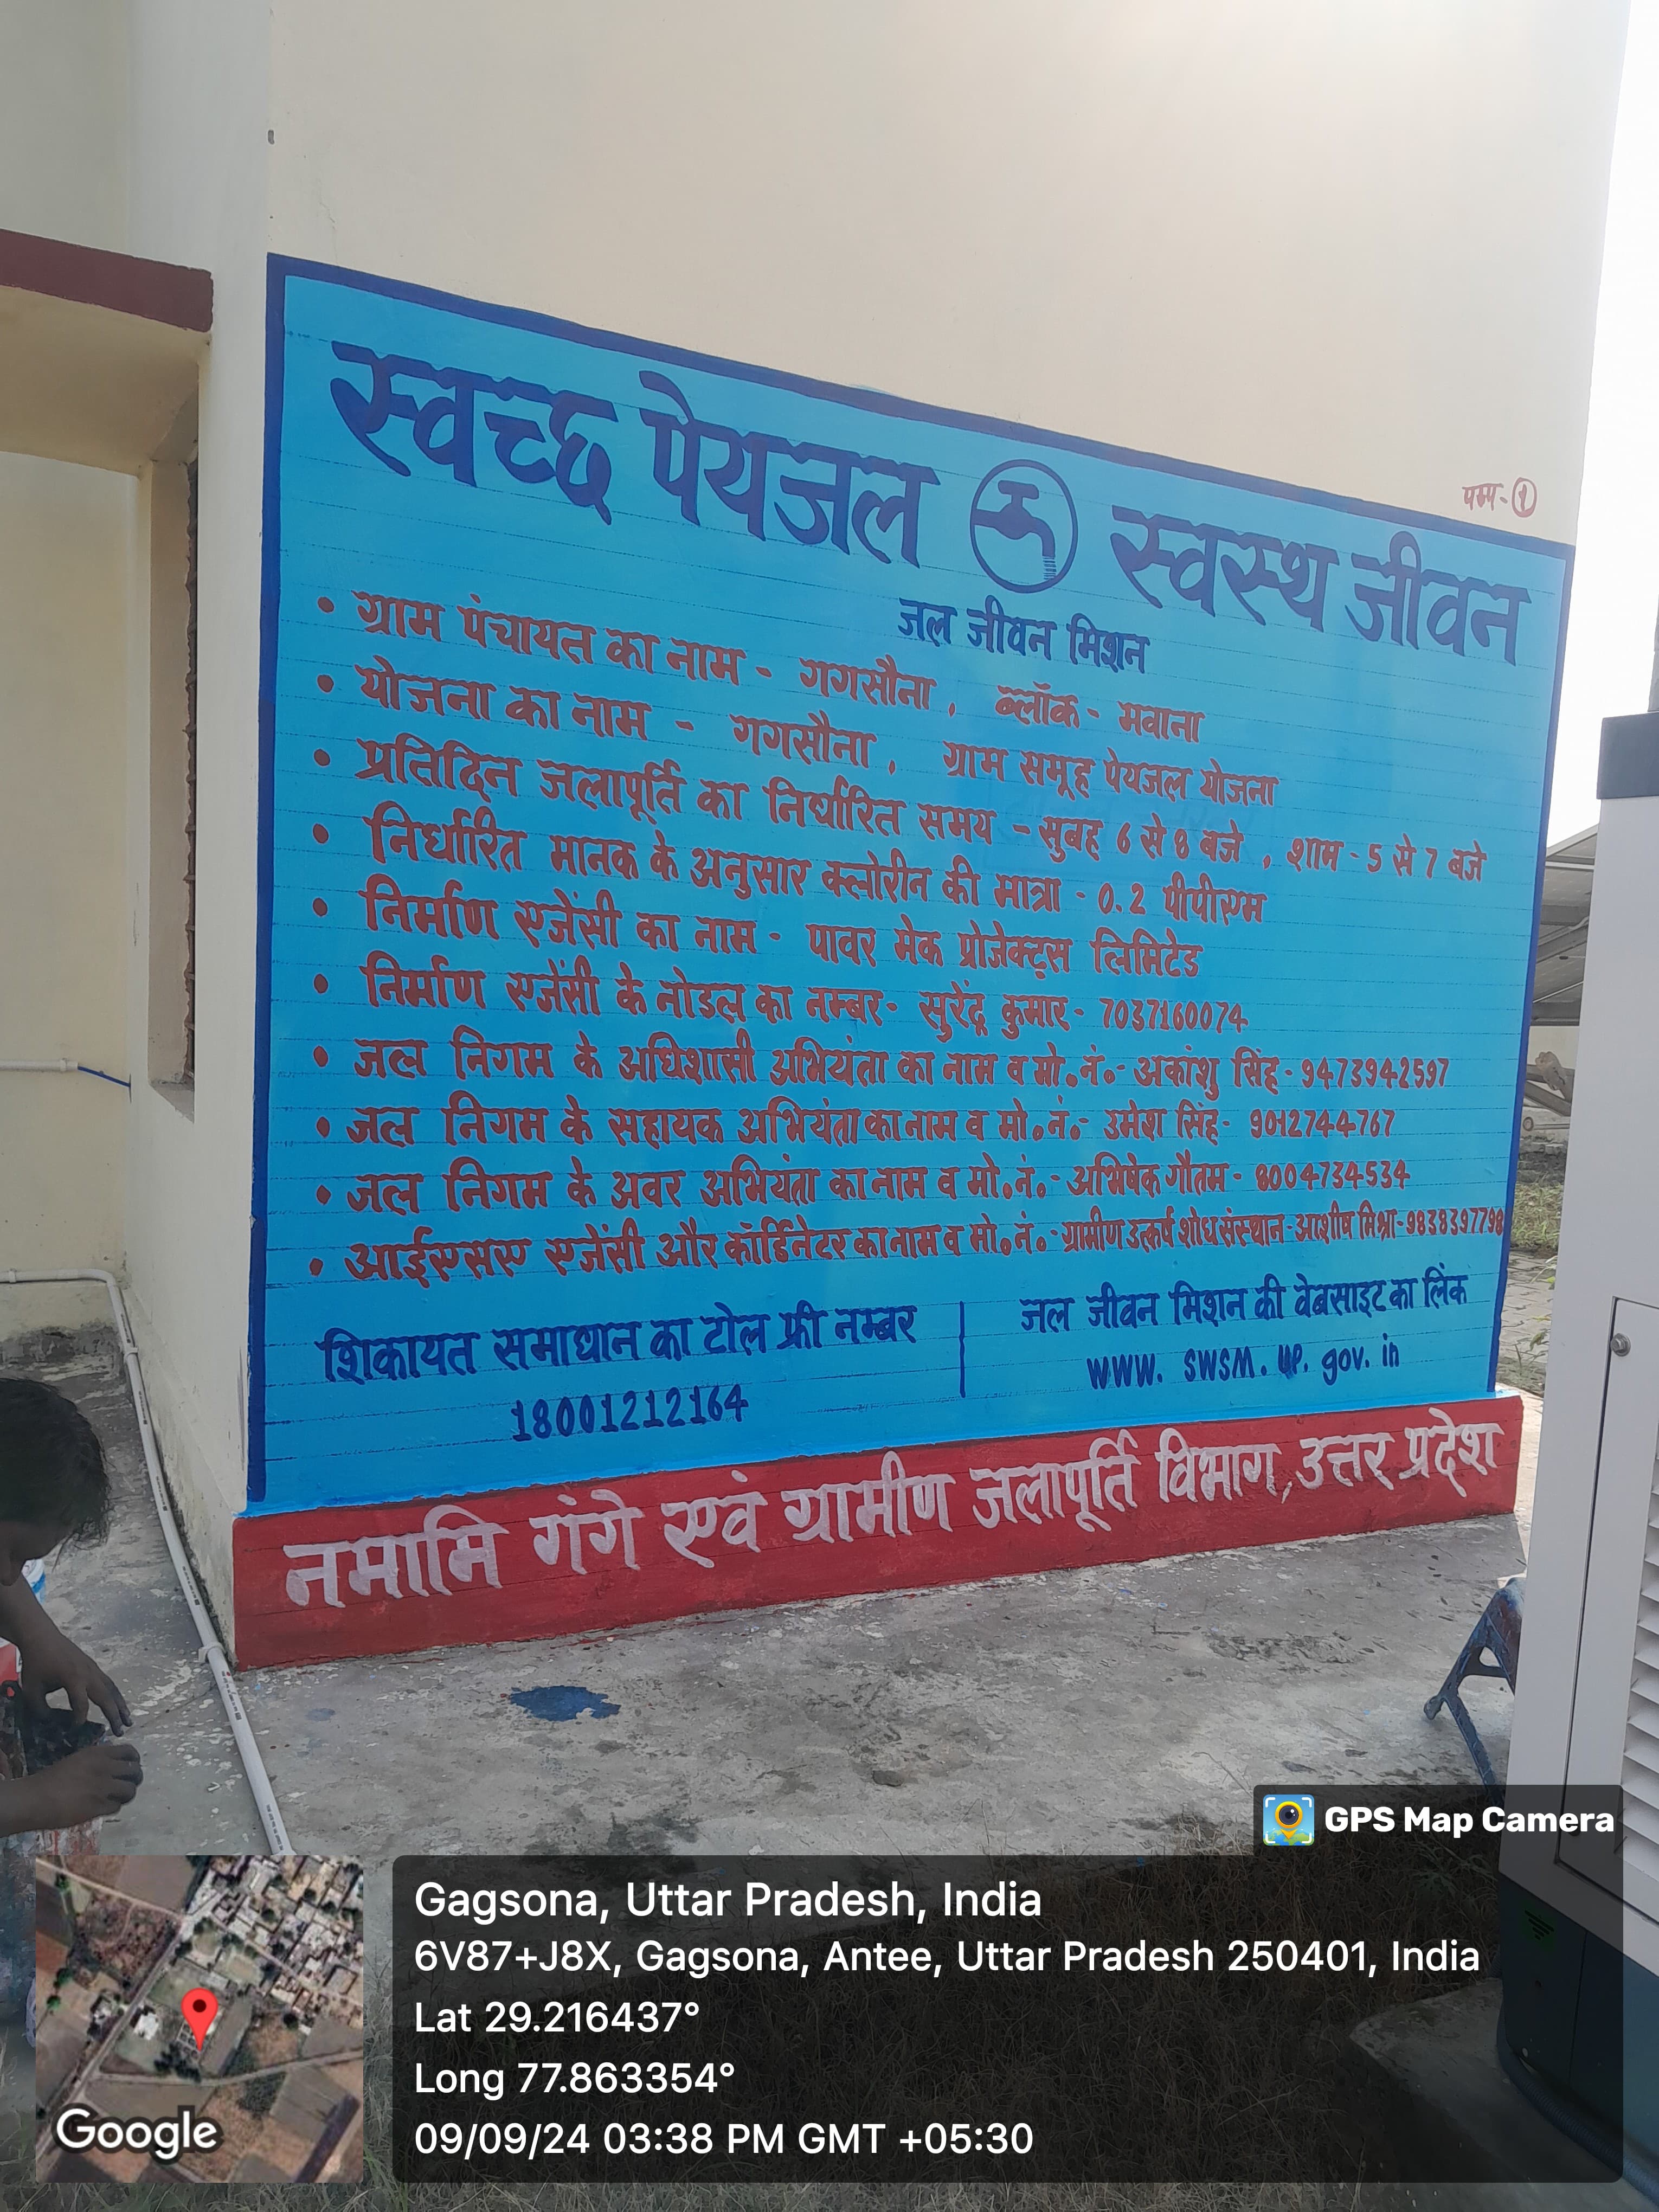 पम्प-①
स्वच्छ पेयजल स्वस्थ जीवन
जल जीवन मिशन
• ग्राम पंचायत का नाम - गगसौना, ब्लॉक - मवाना
• योजना का नाम - गगसौना, ग्राम समूह पेयजल योजना
• प्रतिदिन जलापूर्ति का निर्धारित समय - सुबह 6 से 8 बजे, शाम - 5 से 7 बजे
• निर्धारित मानक के अनुसार क्लोरीन की मात्रा - 0.2 पीपीएम
• निर्माण एजेंसी का नाम - पावर मेक प्रोजेक्ट्स लिमिटेड
• निर्माण एजेंसी के नोडल का नम्बर- सुरेंद्र कुमार- 7037160074
• जल निगम के अधिशासी अभियंता का नाम व मो.नं.- अकांशु सिंह- 9473942597
• जल निगम के सहायक अभियंता का नाम व मो.नं.- उमेश सिंह- 9012744767
• जल निगम के अवर अभियंता का नाम व मो.नं.- अभिषेक गौतम- 8004734534
• आईएसए एजेंसी और कॉर्डिनेटर का नाम व मो.नं.- ग्रामीण उत्कर्ष शोध संस्थान-आशीष मिश्रा-9838397798
शिकायत समाधान का टोल फ्री नम्बर
18001212164
जल जीवन मिशन की वेबसाइट का लिंक
www. swsm. up. gov. in
नमामि गंगे एवं ग्रामीण जलापूर्ति विभाग, उत्तर प्रदेश
GPS Map Camera
Gagsona, Uttar Pradesh, India
6V87+J8X, Gagsona, Antee, Uttar Pradesh 250401, India
Lat 29.216437°
Long 77.863354°
09/09/24 03:38 PM GMT +05:30
Google